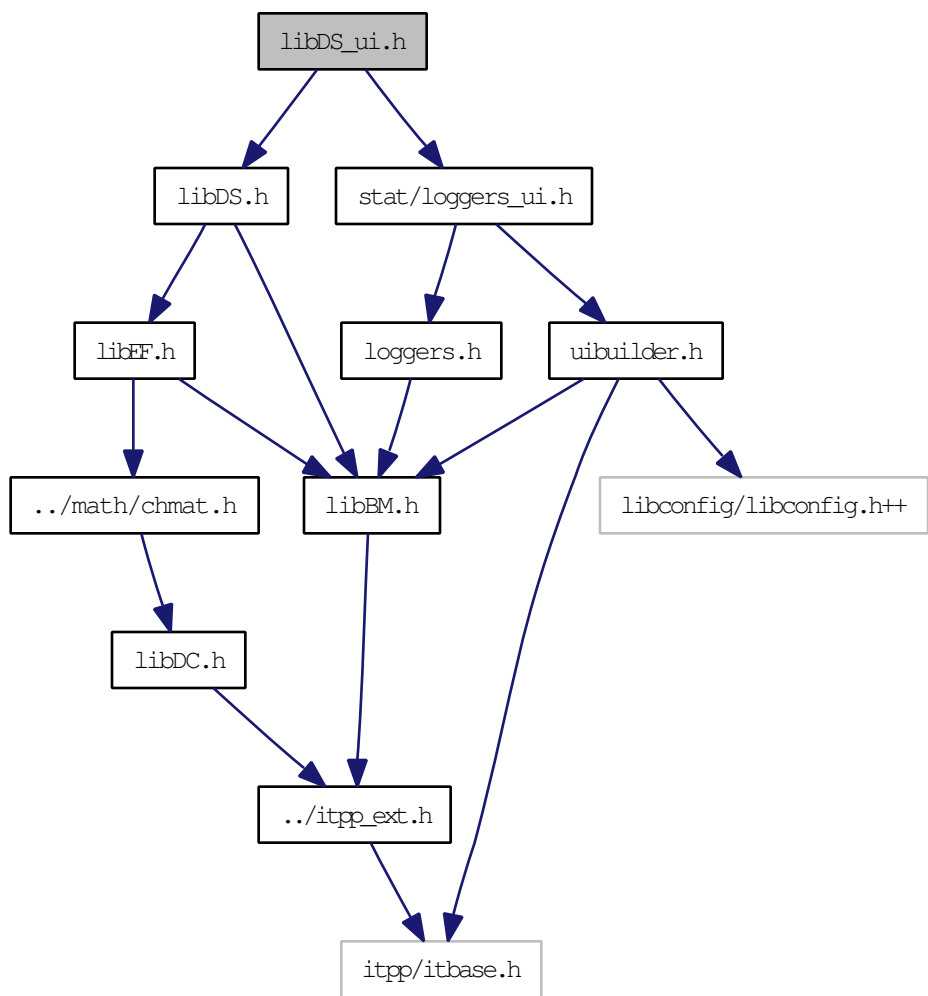 libDS_ui.h
libDS.h
stat/loggers_ui.h
libEF.h
loggers.h
uibuilder.h
../math/chmat.h
libBM.h
libconfig/libconfig.h++
libDC.h
../itpp_ext.h
itpp/itbase.h